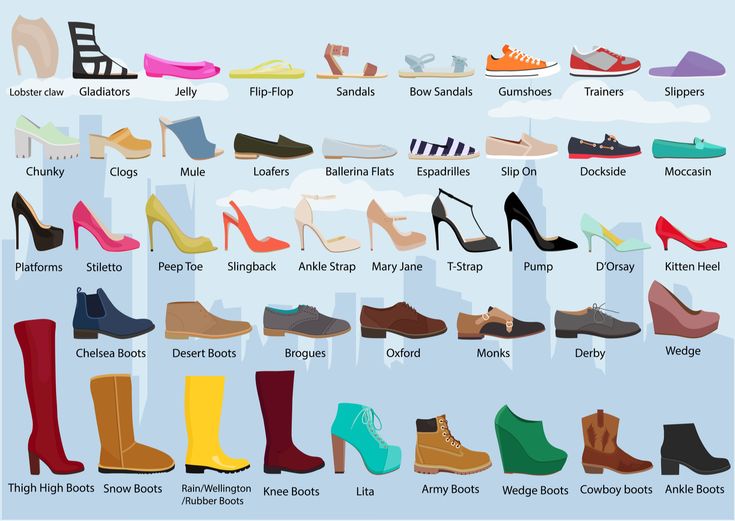 Lobster claw
Gladiators
Jelly
Flip-Flop
Sandals
Bow Sandals
Gumshoes
Trainers
Slippers
Chunky
Clogs
Mule
Loafers
Ballerina Flats
Espadrilles
Slip On
Dockside
Moccasin
Platforms
Stiletto
Peep Toe
Slingback
Ankle Strap
Mary Jane
T-Strap
Pump
D'Orsay
Kitten Heel
Chelsea Boots
Desert Boots
Brogues
Oxford
Monks
Derby
Wedge
Thigh High Boots
Snow Boots
Rain/Wellington
/Rubber Boots
Knee Boots
Lita
Army Boots
Wedge Boots
Cowboy boots
Ankle Boots